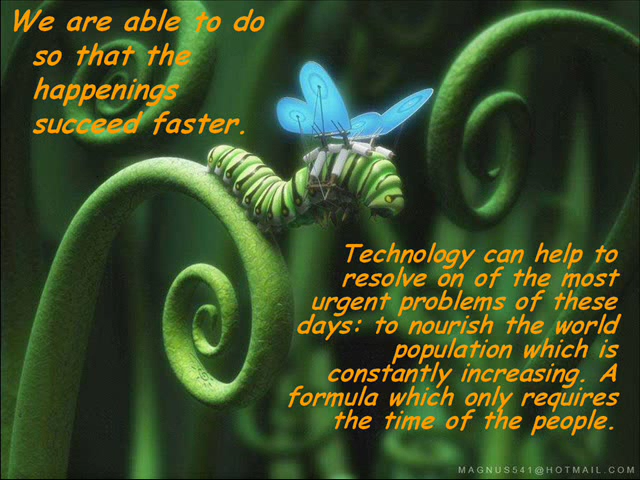 We are able to do
so that the
happenings
succeed faster.
Technology can help to
resolve on of the most
urgent problems of these
days: to nourish the world
population which is
constantly increasing. A
formula which only requires
the time of the people.
MAGNUS541@HOTMAIL.COM